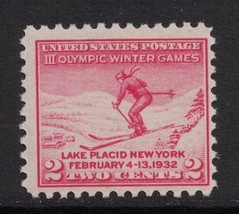 UNITED STATES POSTAGE
III OLYMPIC WINTER GAMES
LAKE PLACID NEW YORK
FEBRUARY 4-13, 1932
2 TWO CENTS 2